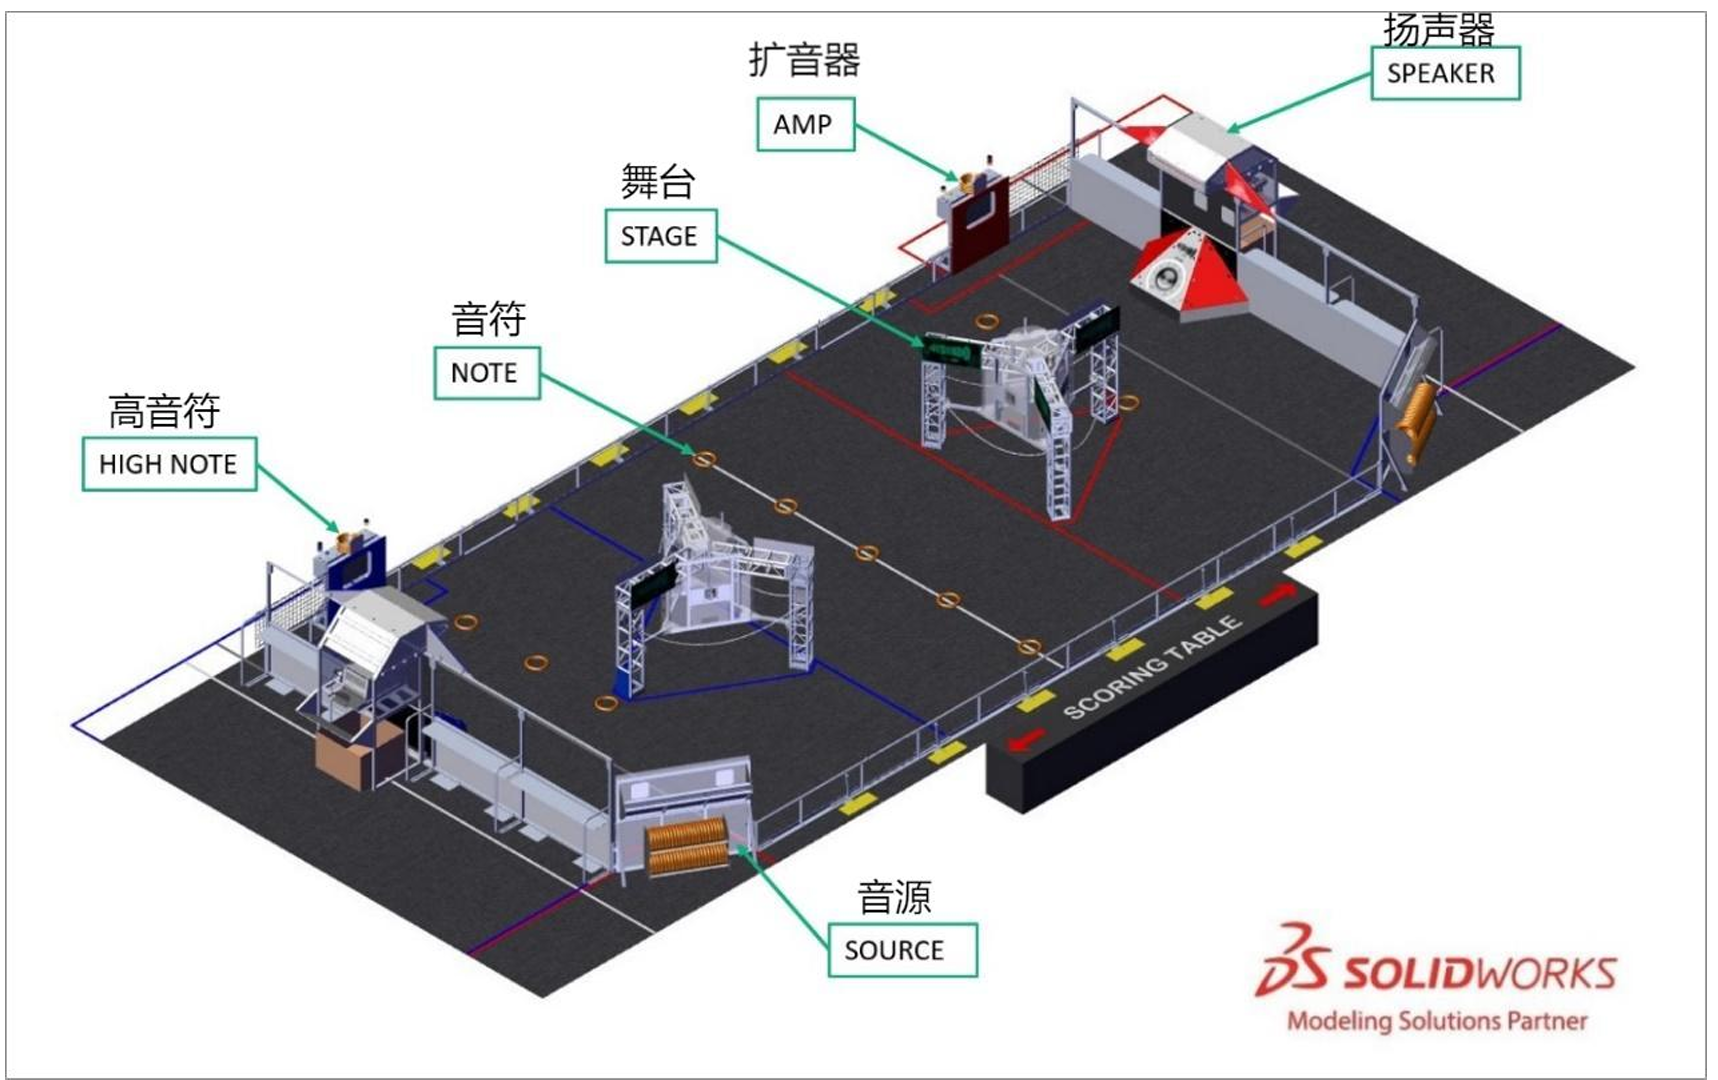 扬声器
SPEAKER
扩音器
AMP
舞台
STAGE
音符
NOTE
高音符
HIGH NOTE
SCORING TABLE
音源
SOURCE
SOLIDWORKS
Modeling Solutions Partner